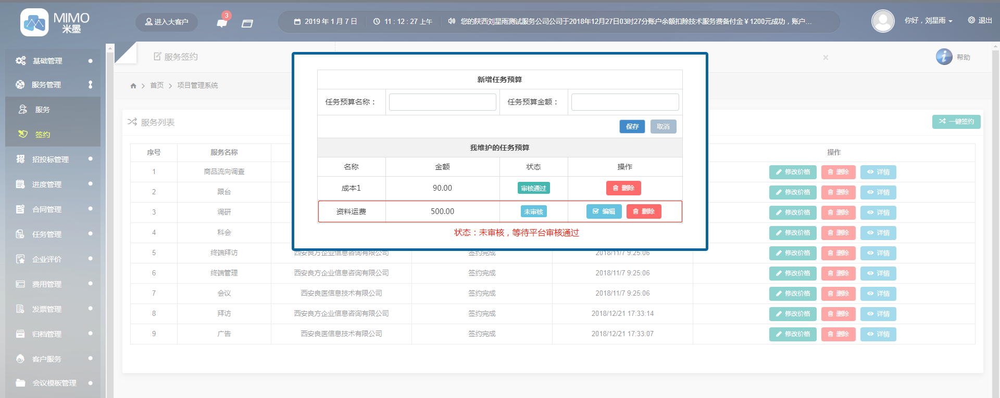 MIMO
米墨
进入大客户
3
2019 年 1 月 7 日
11 : 12 : 27 上午
您的陕西刘星雨测试服务公司公司于2018年12月27日03时27分账户余额扣除技术服务费备付金￥1200元成功，账户...
你好，刘星雨
退出
基础管理
服务管理
服务
签约
招投标管理
进度管理
合同管理
任务管理
企业评价
费用管理
发票管理
归档管理
客户服务
会议模板管理
服务签约
×
帮助
首页 > 项目管理系统
服务列表
一键签约
新增任务预算
任务预算名称：
任务预算金额：
保存 取消
我维护的任务预算
名称 金额 状态 操作
成本1 90.00 审核通过 删除
资料运费 500.00 未审核 编辑 删除
状态：未审核，等待平台审核通过
序号 服务名称 操作
1 商品流向调查 修改价格 删除 详情
2 跟台 修改价格 删除 详情
3 调研 修改价格 删除 详情
4 科会 修改价格 删除 详情
5 终端拜访 西安良方企业信息咨询有限公司 签约完成 2018/11/7 9:25:06 修改价格 删除 详情
6 终端管理 西安良方企业信息咨询有限公司 签约完成 2018/11/7 9:25:06 修改价格 删除 详情
7 会议 西安良医信息技术有限公司 签约完成 2018/11/7 9:25:06 修改价格 删除 详情
8 拜访 西安良方企业信息咨询有限公司 签约完成 2018/12/21 17:33:14 修改价格 删除 详情
9 广告 西安良医信息技术有限公司 签约完成 2018/12/21 17:33:07 修改价格 删除 详情